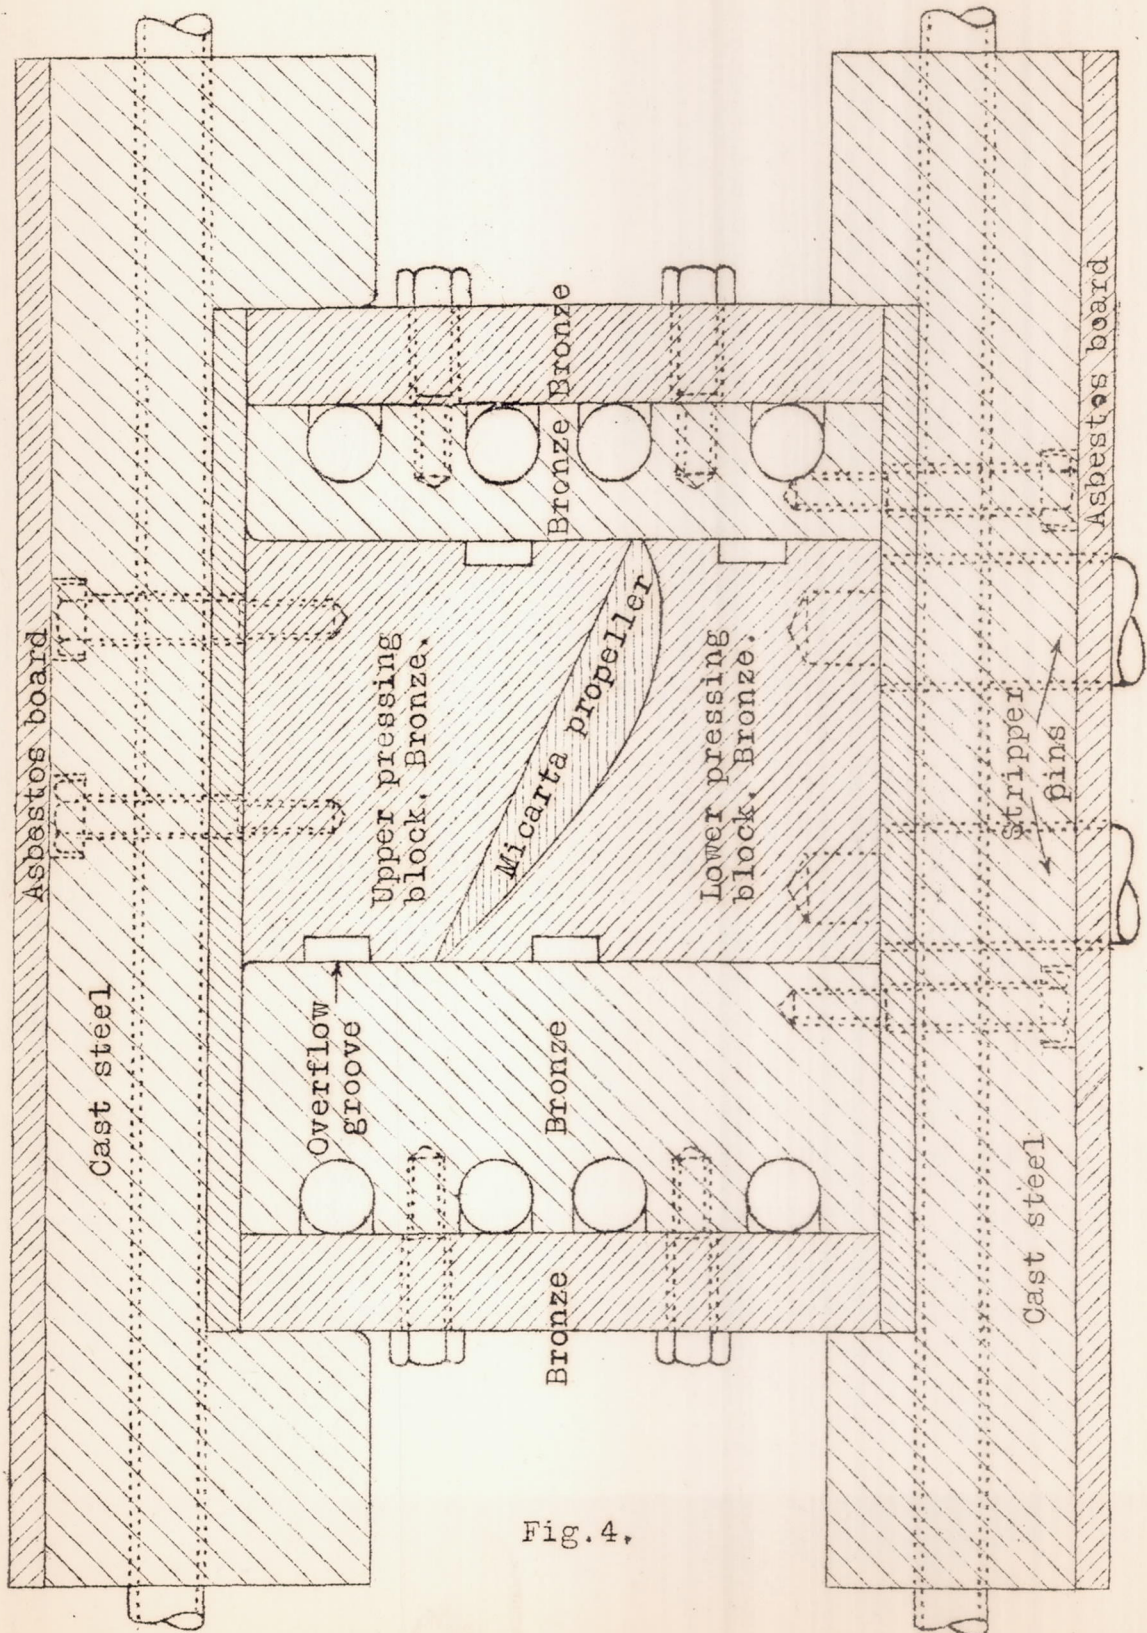 Asbestos board
Cast steel
Upper pressing
block. Bronze.
Overflow
groove
Micarta propeller
Bronze
Bronze
Bronze
Bronze
Lower pressing
block. Bronze.
Stripper
pins
Cast steel
Asbestos board
Fig.4.